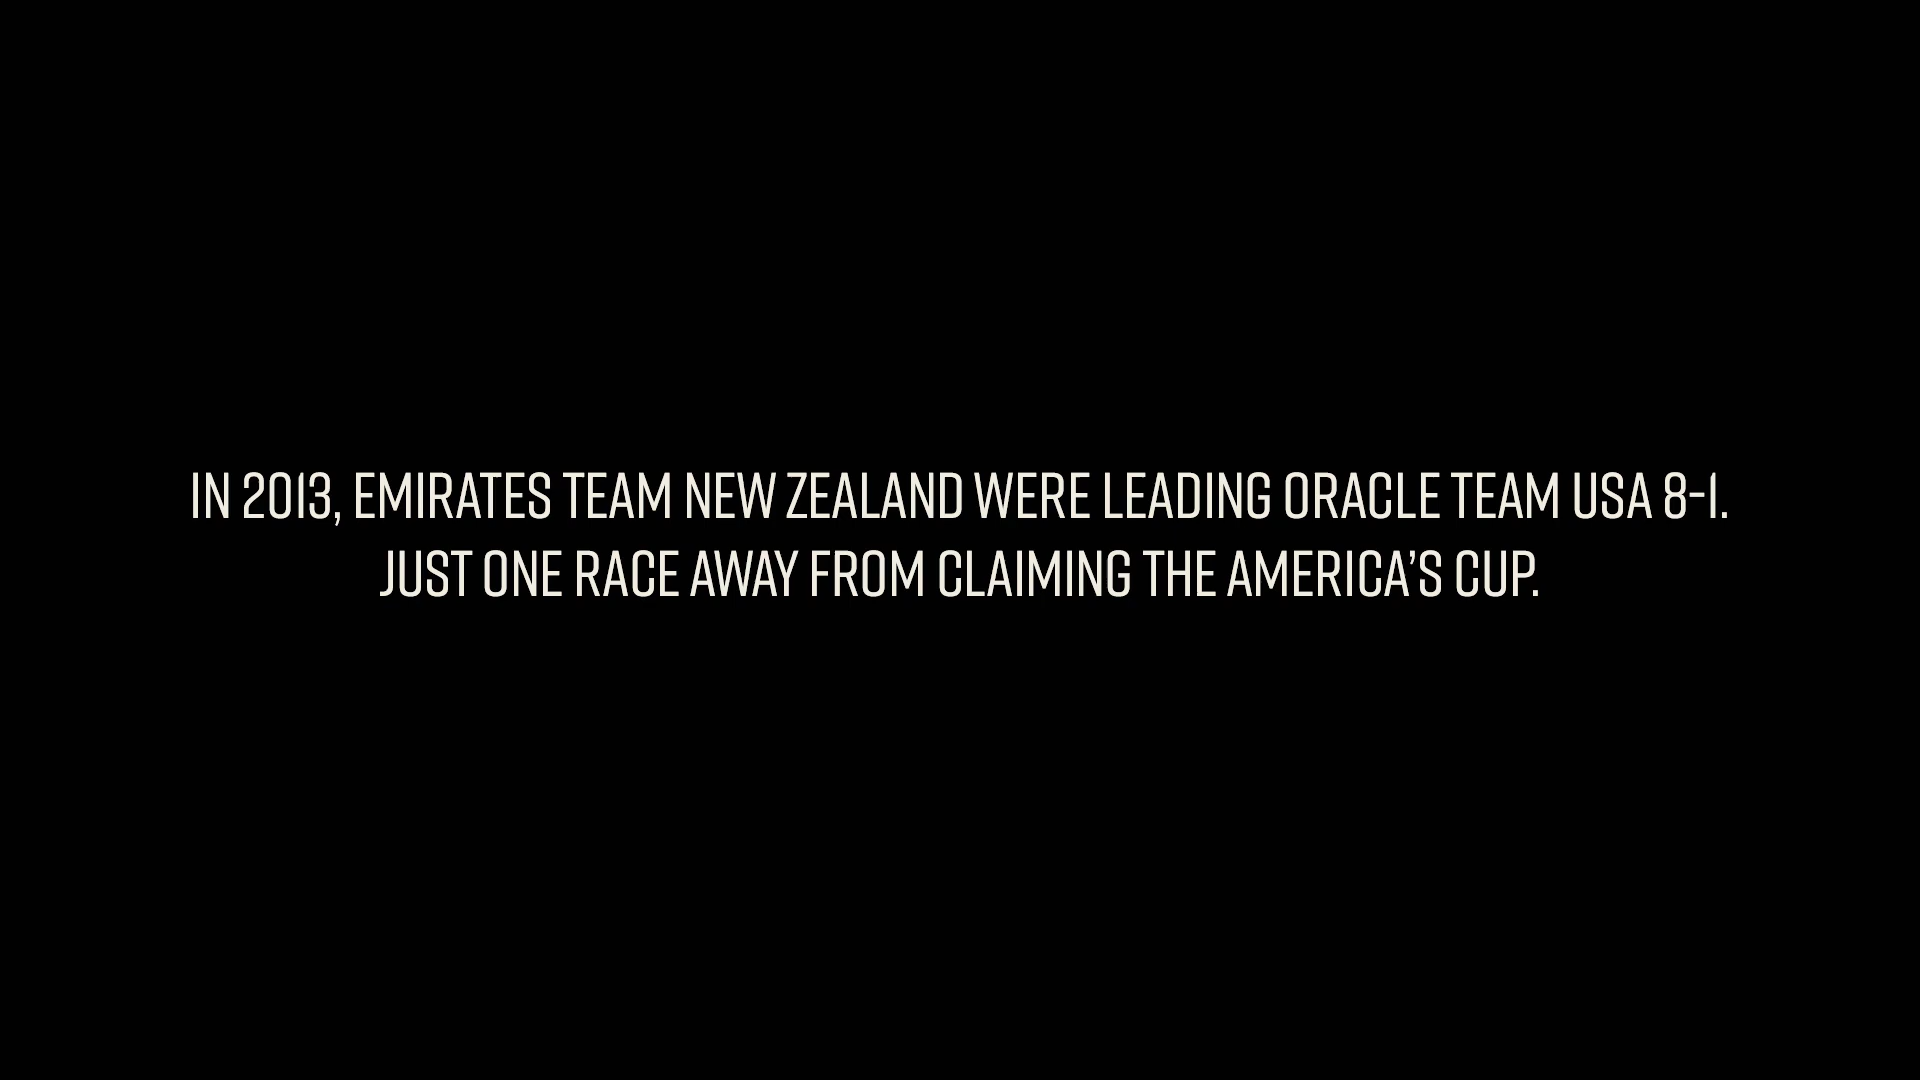 IN 2013, EMIRATES TEAM NEW ZEALAND WERE LEADING ORACLE TEAM USA 8-1.
JUST ONE RACE AWAY FROM CLAIMING THE AMERICA’S CUP.